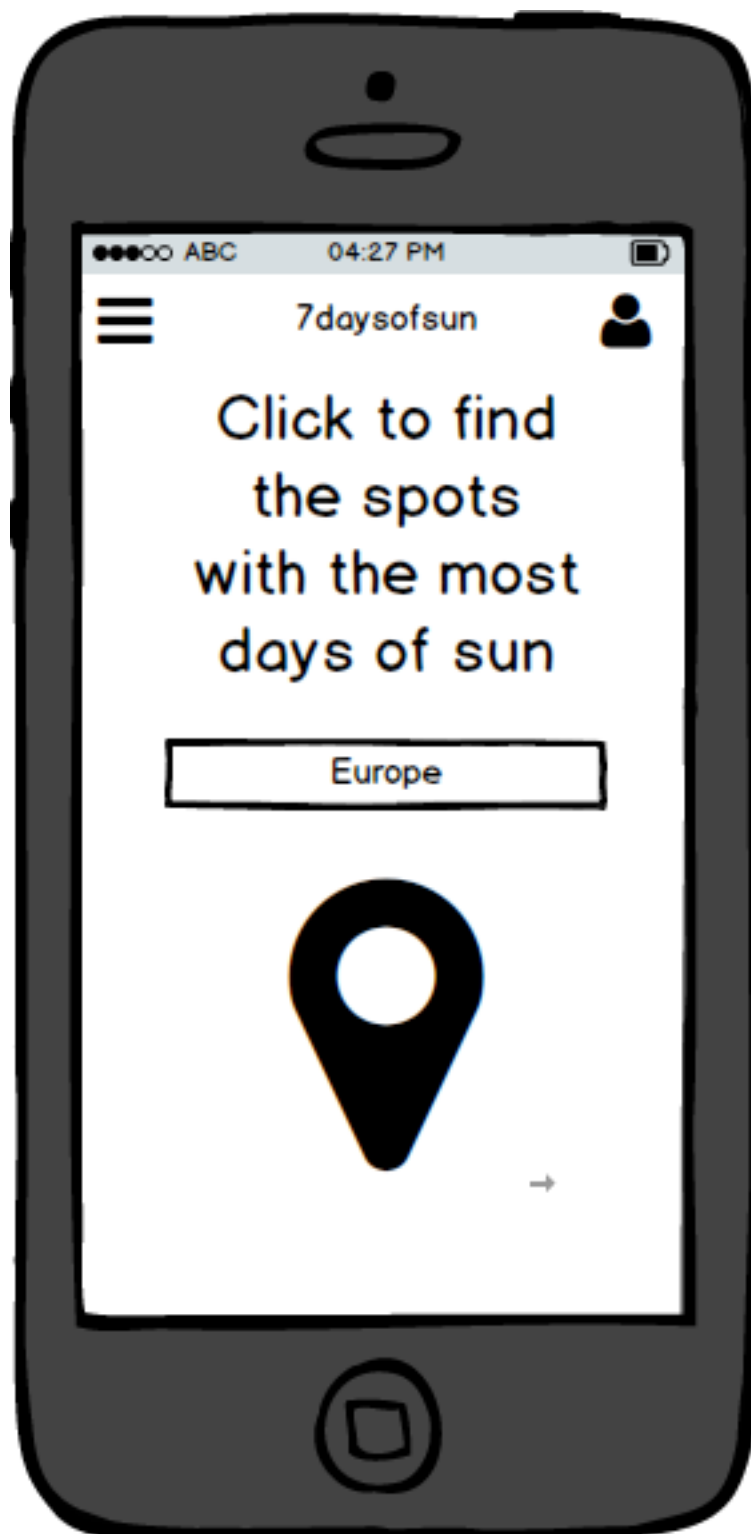 ABC 04:27 PM
7daysofsun
Click to find
the spots
with the most
days of sun
Europe